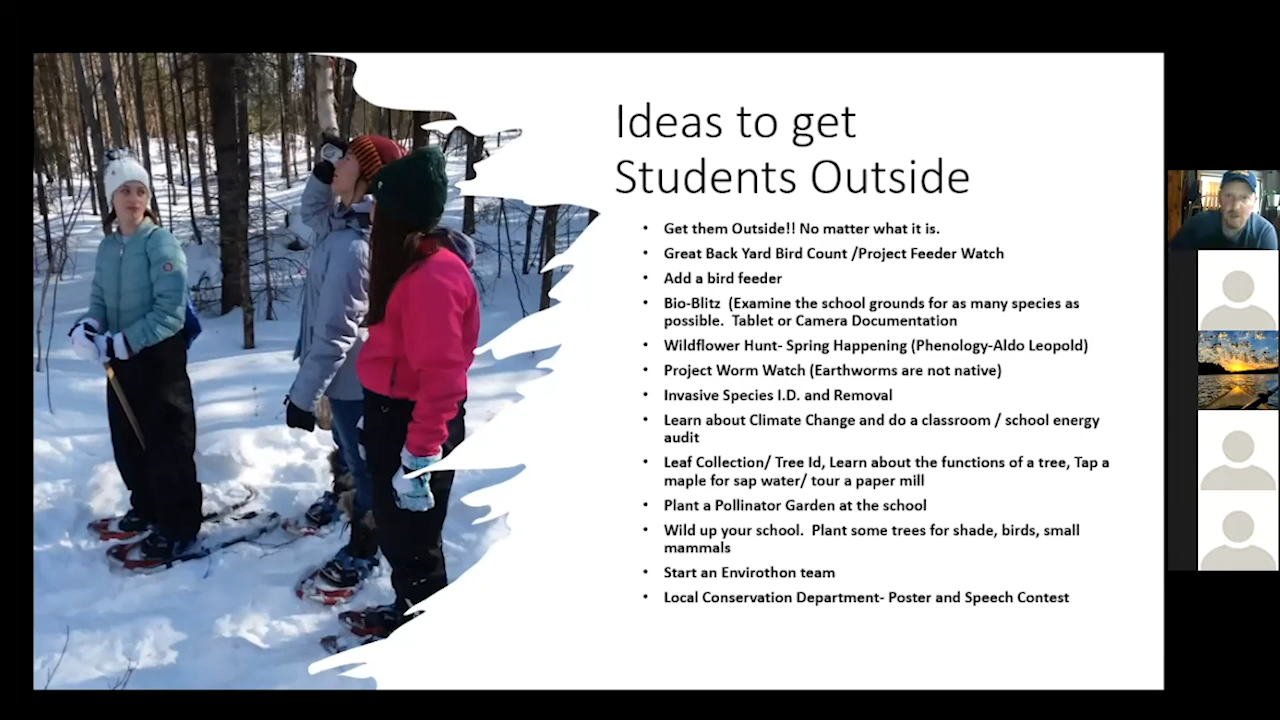 Ideas to get
Students Outside
• Get them Outside!! No matter what it is.
• Great Back Yard Bird Count /Project Feeder Watch
• Add a bird feeder
• Bio-Blitz  (Examine the school grounds for as many species as
possible.  Tablet or Camera Documentation
• Wildflower Hunt- Spring Happening (Phenology-Aldo Leopold)
• Project Worm Watch (Earthworms are not native)
• Invasive Species I.D. and Removal
• Learn about Climate Change and do a classroom / school energy
audit
• Leaf Collection/ Tree Id, Learn about the functions of a tree, Tap a
maple for sap water/ tour a paper mill
• Plant a Pollinator Garden at the school
• Wild up your school.  Plant some trees for shade, birds, small
mammals
• Start an Envirothon team
• Local Conservation Department- Poster and Speech Contest